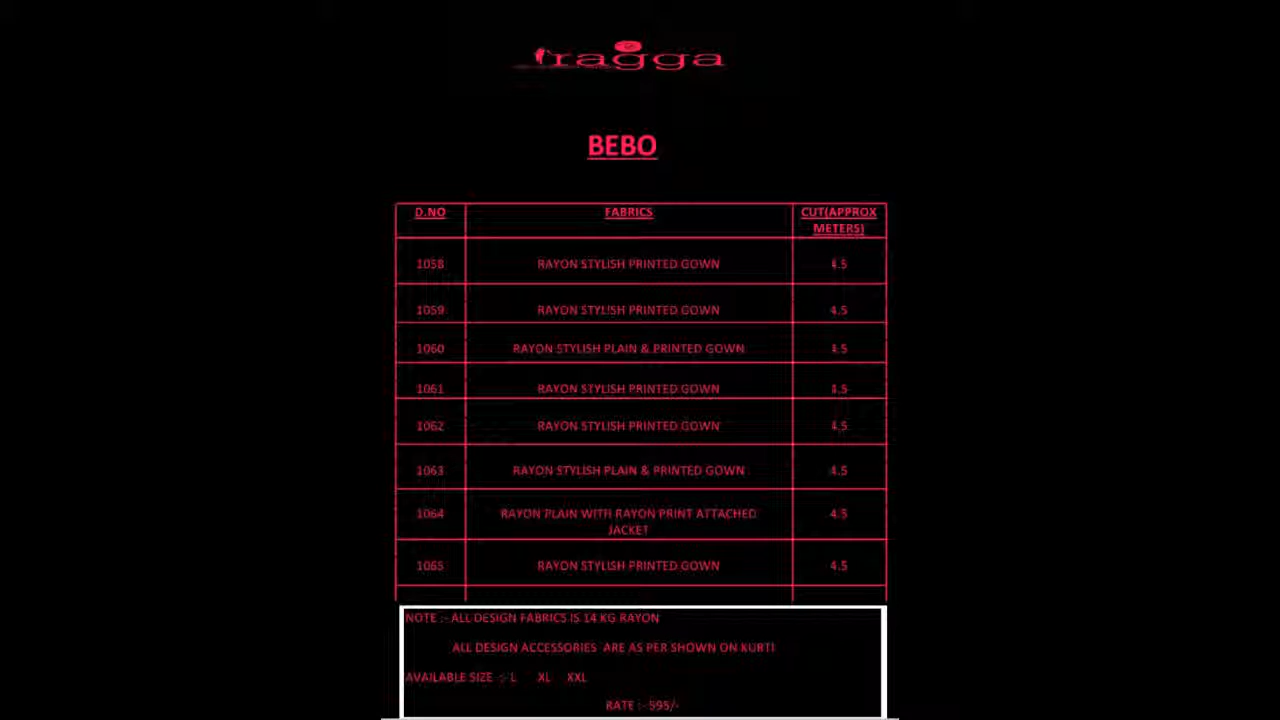 ragga
BEBO
D.NO FABRICS CUT(APPROX
METERS)
1058 RAYON STYLISH PRINTED GOWN 4.5
1059 RAYON STYLISH PRINTED GOWN 4.5
1060 RAYON STYLISH PLAIN & PRINTED GOWN 4.5
1061 RAYON STYLISH PRINTED GOWN 4.5
1062 RAYON STYLISH PRINTED GOWN 4.5
1063 RAYON STYLISH PLAIN & PRINTED GOWN 4.5
1064 RAYON PLAIN WITH RAYON PRINT ATTACHED 4.5
JACKET
1065 RAYON STYLISH PRINTED GOWN 4.5
NOTE :- ALL DESIGN FABRICS IS 14 KG RAYON
ALL DESIGN ACCESSORIES ARE AS PER SHOWN ON KURTI
AVAILABLE SIZE :- L XL XXL
RATE :- 595/-